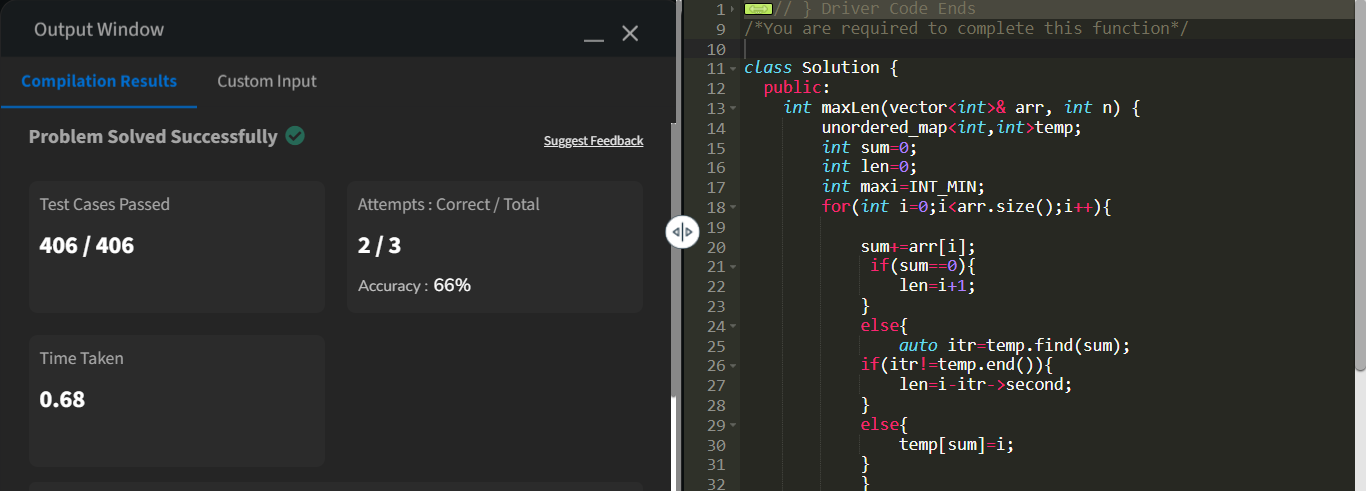 Output Window
Compilation Results
Custom Input
Problem Solved Successfully
Suggest Feedback
Test Cases Passed
406 / 406
Attempts : Correct / Total
2 / 3
Accuracy : 66%
Time Taken
0.68
1 // } Driver Code Ends
9 /*You are required to complete this function*/
10
11 class Solution {
12 public:
13 int maxLen(vector<int>& arr, int n) {
14 unordered_map<int,int>temp;
15 int sum=0;
16 int len=0;
17 int maxi=INT_MIN;
18 for(int i=0;i<arr.size();i++){
19
20 sum+=arr[i];
21 if(sum==0){
22 len=i+1;
23 }
24 else{
25 auto itr=temp.find(sum);
26 if(itr!=temp.end()){
27 len=i-itr->second;
28 }
29 else{
30 temp[sum]=i;
31 }
32 }